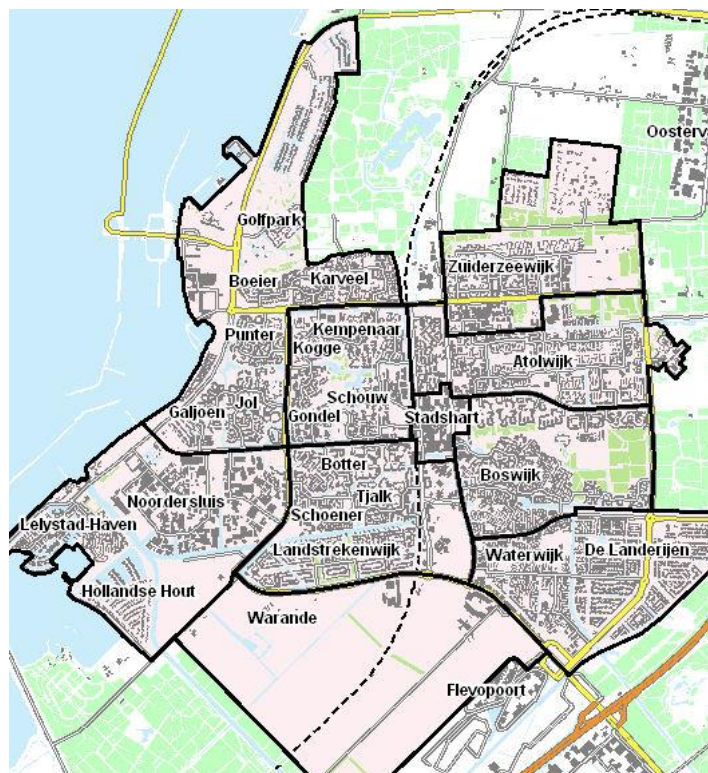 Oosterva
Golfpark
Zuiderzeewijk
Boeier
Karveel
Punter
Kempenaar
Kogge
Atolwijk
Galjoen
Jol
Schouw
Gondel
Stadshart
Botter
Boswijk
Noordersluis
Tjalk
Lelystad-Haven
Schoener
Landstrekenwijk
Waterwijk
De Landerijen
Hollandse Hout
Warande
Flevopoort